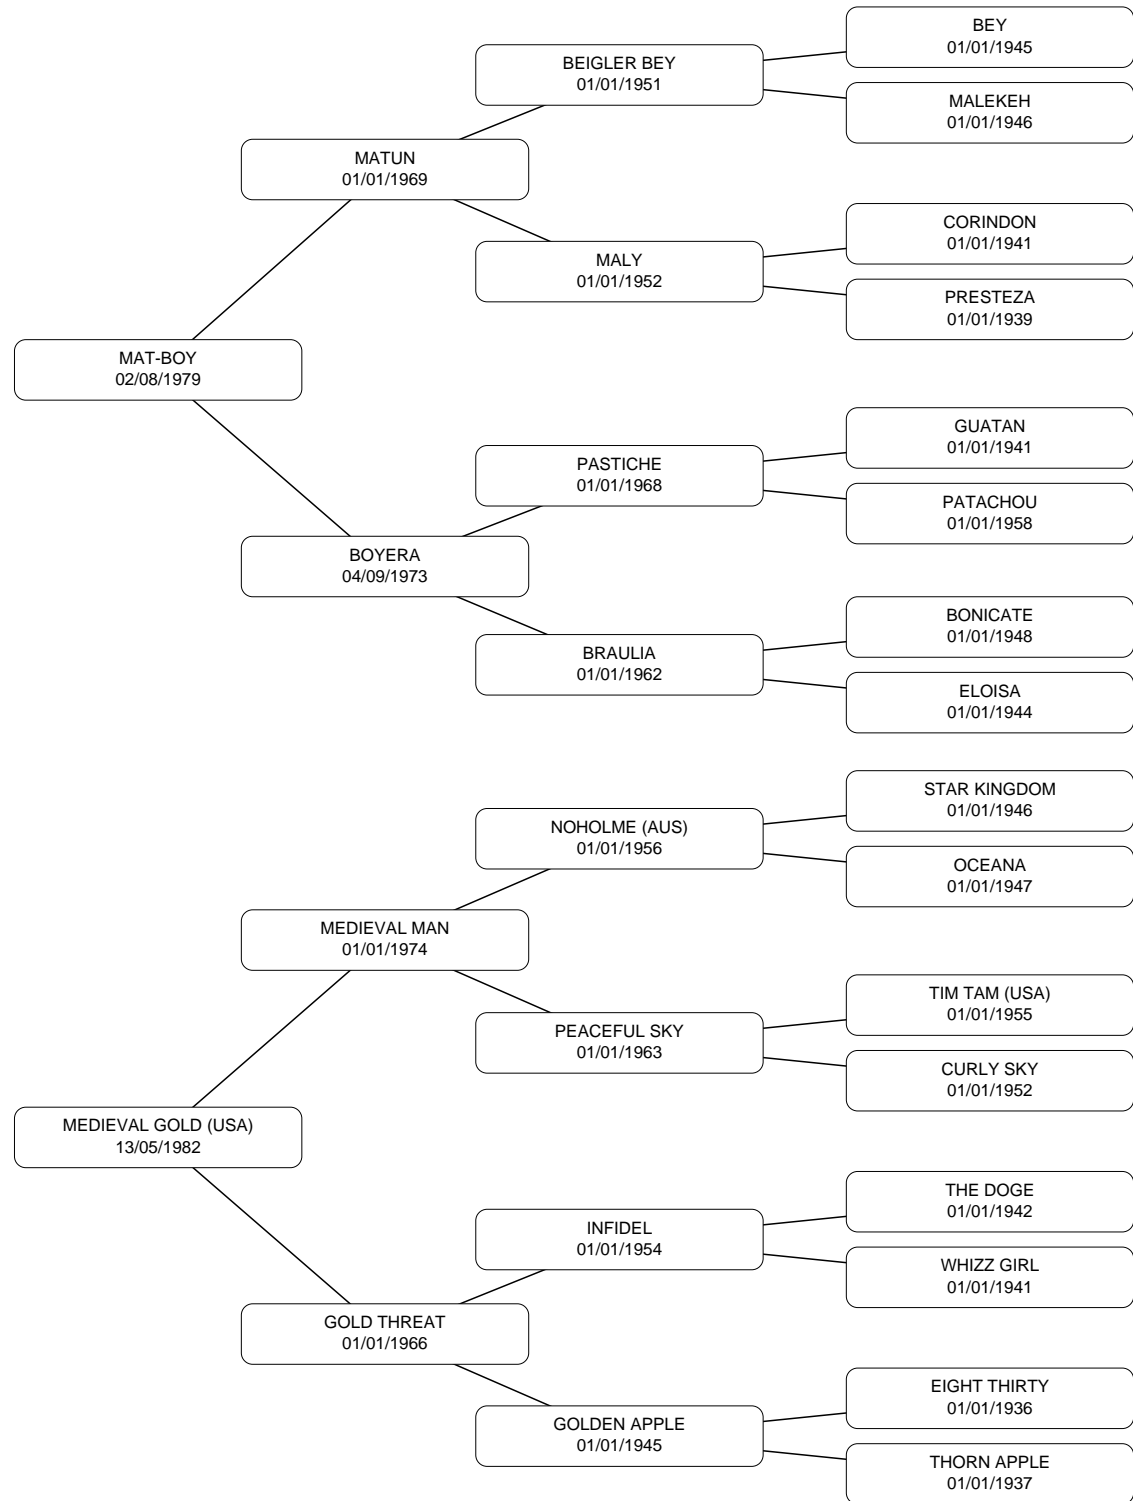 BEY
01/01/1945
BEIGLER BEY
01/01/1951
MALEKEH
01/01/1946
MATUN
01/01/1969
CORINDON
01/01/1941
MALY
01/01/1952
PRESTEZA
01/01/1939
MAT-BOY
02/08/1979
GUATAN
01/01/1941
PASTICHE
01/01/1968
PATACHOU
01/01/1958
BOYERA
04/09/1973
BONICATE
01/01/1948
BRAULIA
01/01/1962
ELOISA
01/01/1944
STAR KINGDOM
01/01/1946
NOHOLME (AUS)
01/01/1956
OCEANA
01/01/1947
MEDIEVAL MAN
01/01/1974
TIM TAM (USA)
01/01/1955
PEACEFUL SKY
01/01/1963
CURLY SKY
01/01/1952
MEDIEVAL GOLD (USA)
13/05/1982
THE DOGE
01/01/1942
INFIDEL
01/01/1954
WHIZZ GIRL
01/01/1941
GOLD THREAT
01/01/1966
EIGHT THIRTY
01/01/1936
GOLDEN APPLE
01/01/1945
THORN APPLE
01/01/1937